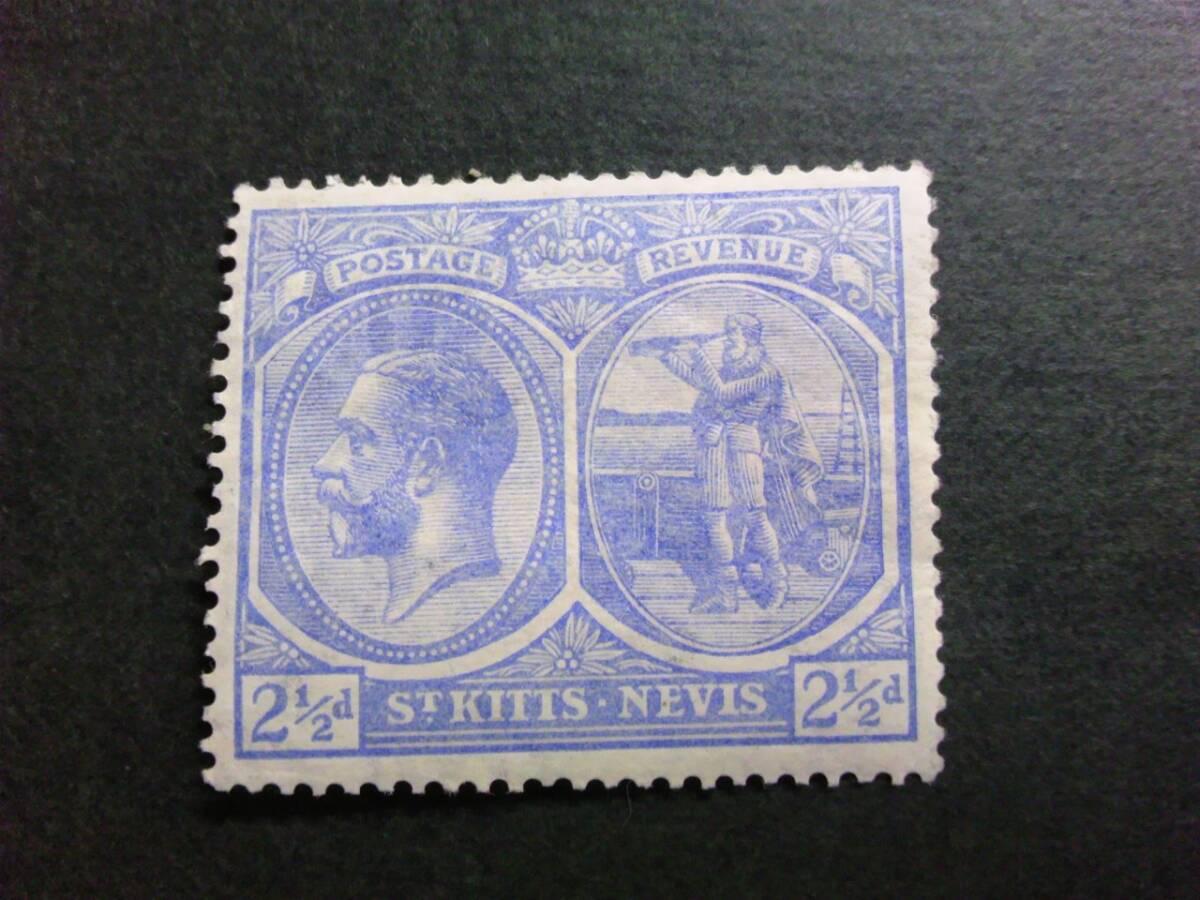 POSTAGE REVENUE
2½d ST KITTS · NEVIS 2½d